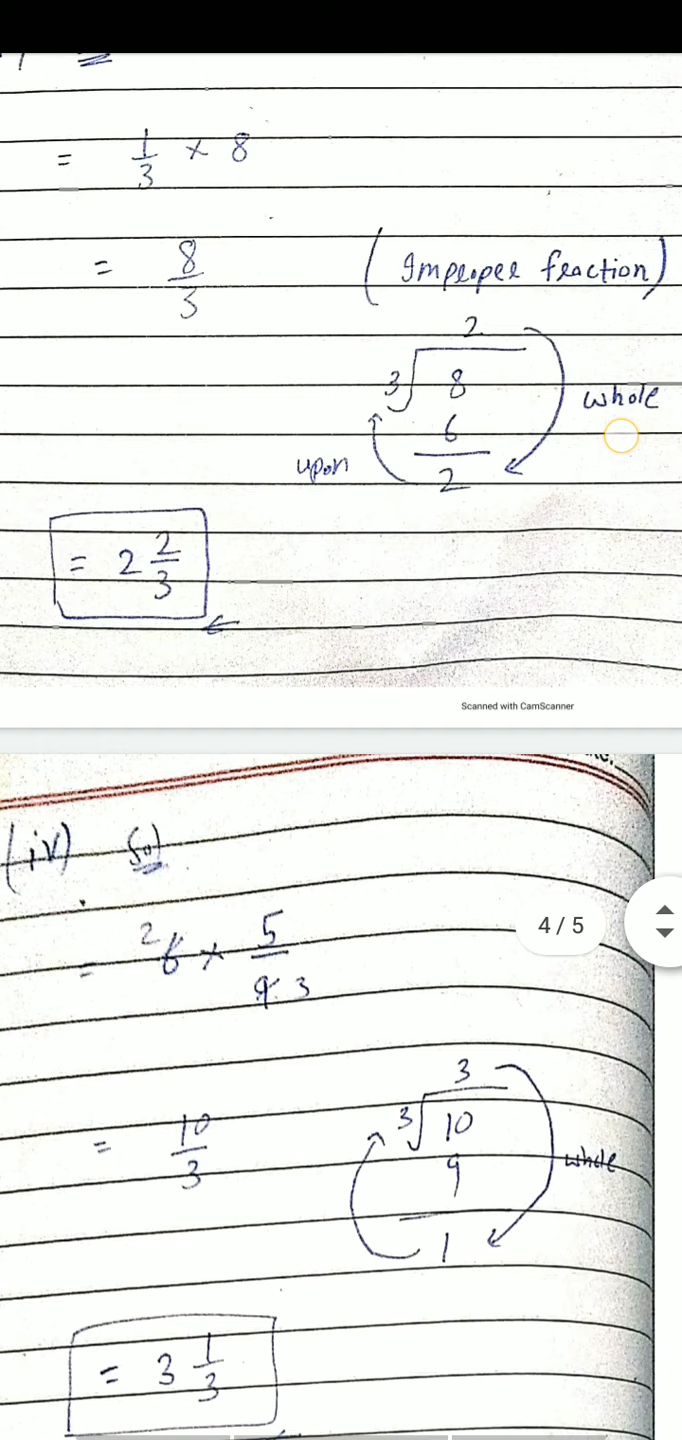 = 1/3 × 8
= 8/3 (Improper fraction)
2
3 8 whole
6
upon 2
= 2 2/3
Scanned with CamScanner
(iv) Sol
= 2 6 × 5/9 3
4 / 5
3
= 10/3 3 10
9 whole
1
= 3 1/3